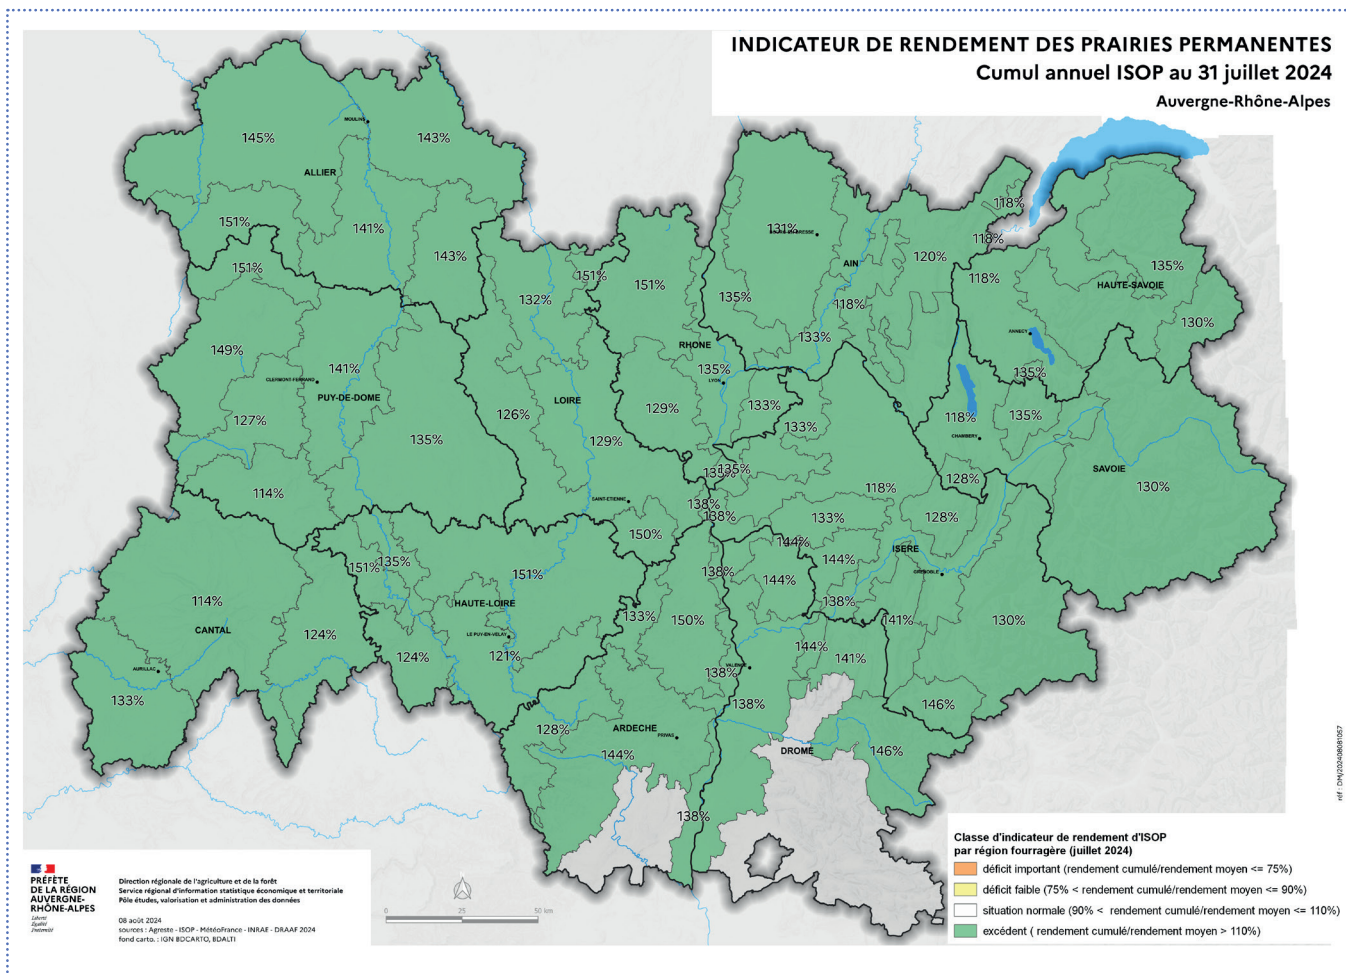 INDICATEUR DE RENDEMENT DES PRAIRIES PERMANENTES
Cumul annuel ISOP au 31 juillet 2024
Auvergne-Rhône-Alpes
145%
MOULINS
143%
ALLIER
151%
141%
143%
151%
149%
141%
CLERMONT-FERRAND
PUY-DE-DOME
127%
135%
114%
132%
151%
151%
126%
LOIRE
129%
SAINT-ETIENNE
150%
RHONE
135%
LYON
129%
133%
131%
AIN
135%
118%
133%
120%
118%
118%
118%
135%
HAUTE-SAVOIE
130%
ANNECY
135%
118%
135%
CHAMBERY
128%
SAVOIE
130%
133%
135%
135%
118%
138%
138%
133%
128%
144%
144%
ISERE
GRENOBLE
138%
144%
138%
141%
130%
151%
135%
151%
HAUTE-LOIRE
LE PUY-EN-VELAY
121%
124%
114%
CANTAL
124%
AURILLAC
133%
133%
150%
138%
VALENCE
144%
141%
138%
146%
128%
ARDECHE
PRIVAS
144%
DROME
146%
138%
réf : DM/202408081057
Classe d'indicateur de rendement d'ISOP
par région fourragère (juillet 2024)
déficit important (rendement cumulé/rendement moyen <= 75%)
déficit faible (75% < rendement cumulé/rendement moyen <= 90%)
situation normale (90% < rendement cumulé/rendement moyen <= 110%)
excédent ( rendement cumulé/rendement moyen > 110%)
PRÉFÈTE
DE LA RÉGION
AUVERGNE-
RHÔNE-ALPES
Liberté
Égalité
Fraternité
Direction régionale de l'agriculture et de la forêt
Service régional d'information statistique économique et territoriale
Pôle études, valorisation et administration des données
08 août 2024
sources : Agreste - ISOP - MétéoFrance - INRAE - DRAAF 2024
fond carto. : IGN BDCARTO, BDALTI
0 25 50 km